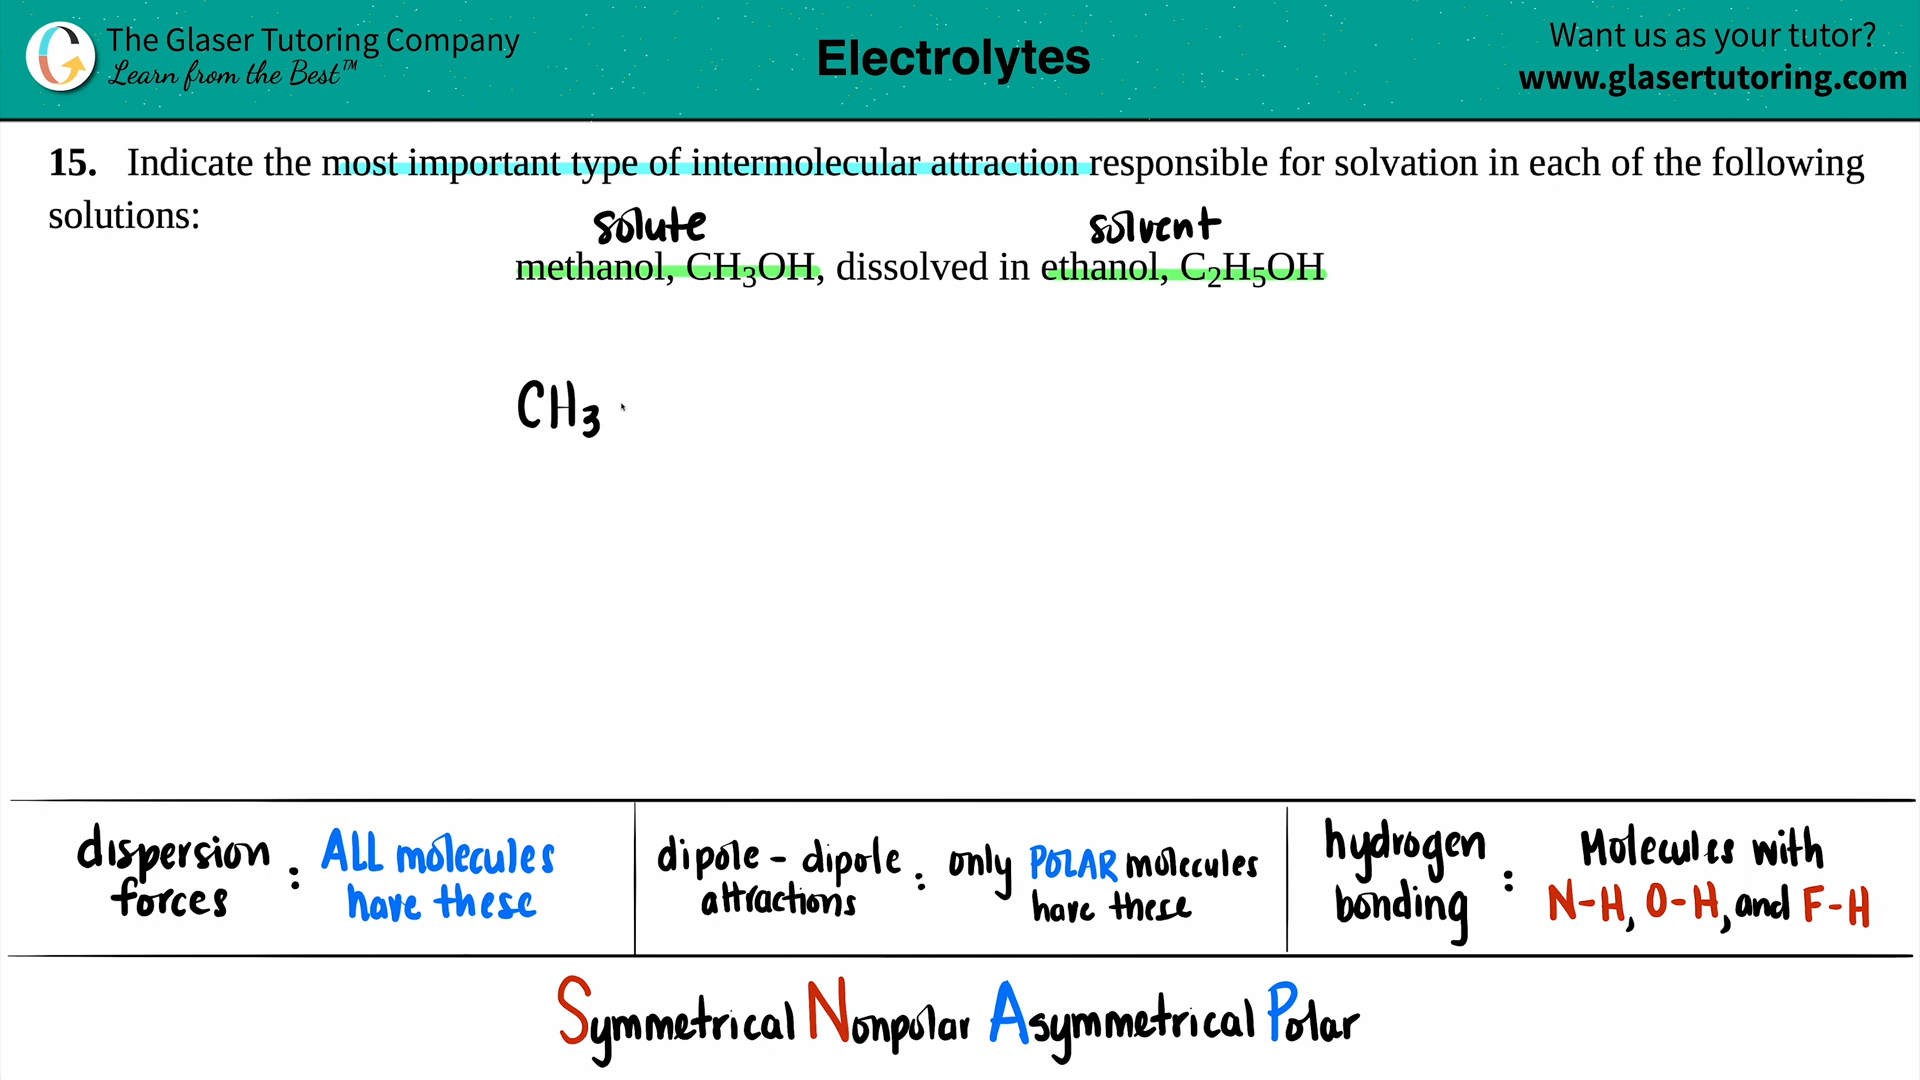 The Glaser Tutoring Company
Learn from the Best™
Electrolytes
Want us as your tutor?
www.glasertutoring.com
15. Indicate the most important type of intermolecular attraction responsible for solvation in each of the following
solutions:
solute
solvent
methanol, CH₃OH, dissolved in ethanol, C₂H₅OH
CH₃
dispersion forces : ALL molecules have these
dipole - dipole attractions : only POLAR molecules have these
hydrogen bonding : Molecules with N-H, O-H, and F-H
Symmetrical Nonpolar Asymmetrical Polar